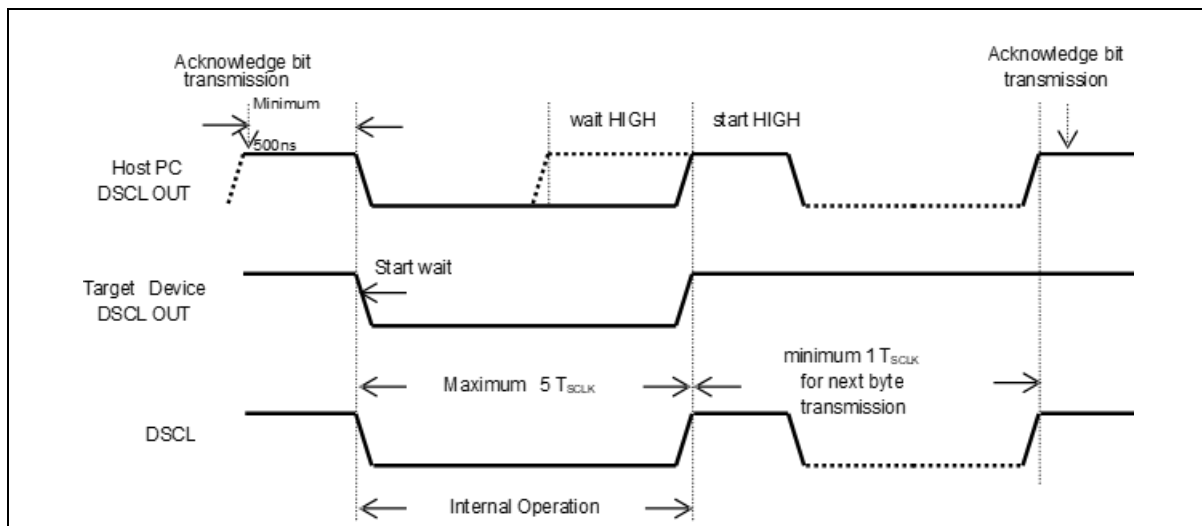 Acknowledge bit
transmission
Acknowledge bit
transmission
Minimum
500ns
wait HIGH
start HIGH
Host PC
DSCL OUT
Start wait
Target Device
DSCL OUT
Maximum 5 TSCLK
minimum 1 TSCLK
for next byte
transmission
DSCL
Internal Operation